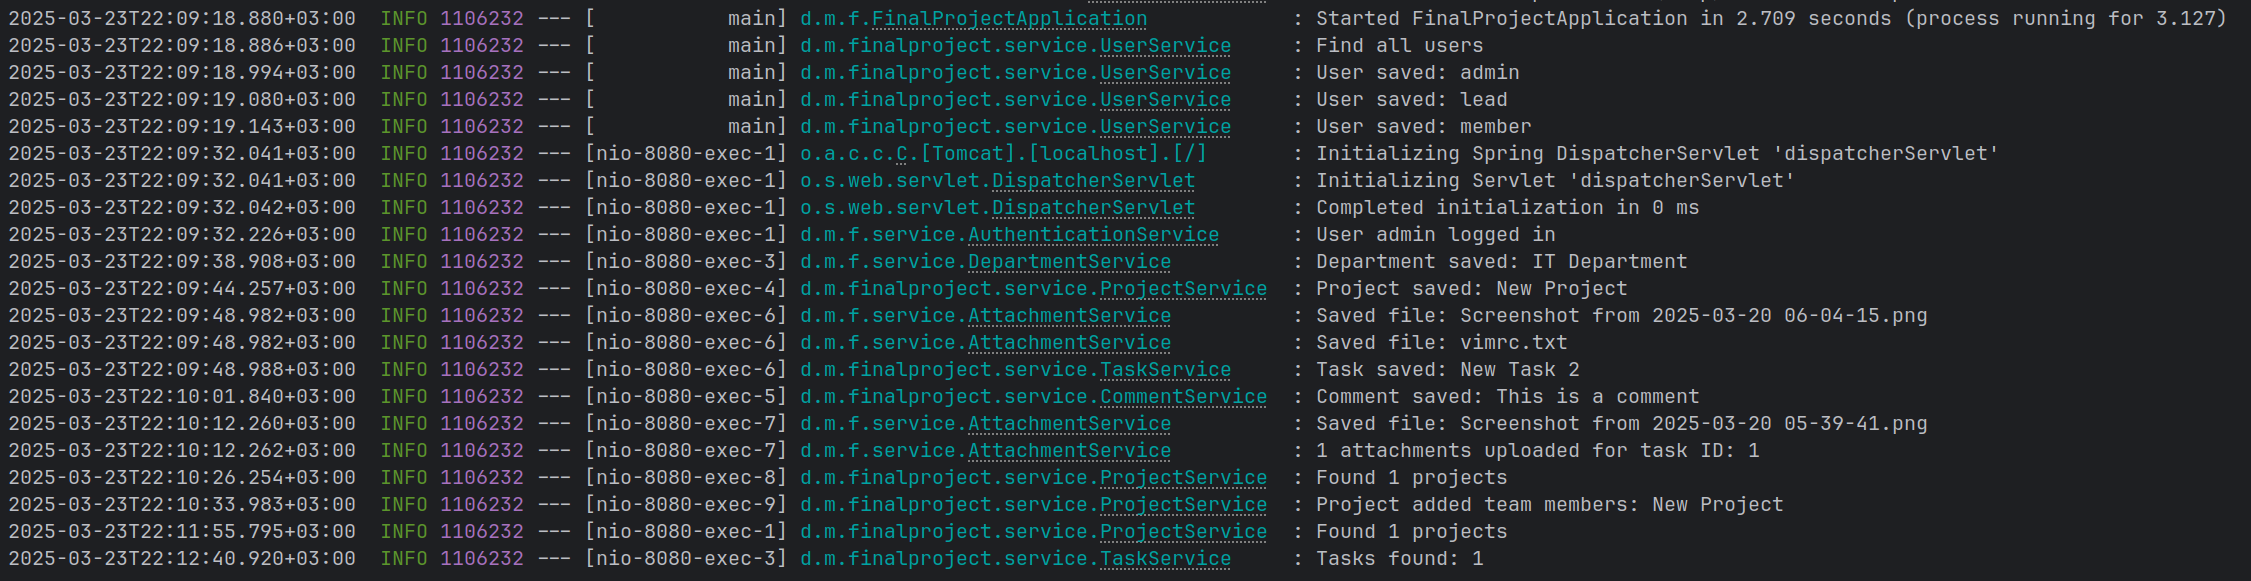 2025-03-23T22:09:18.880+03:00  INFO 1106232 --- [           main] d.m.f.FinalProjectApplication            : Started FinalProjectApplication in 2.709 seconds (process running for 3.127)
2025-03-23T22:09:18.886+03:00  INFO 1106232 --- [           main] d.m.finalproject.service.UserService     : Find all users
2025-03-23T22:09:18.994+03:00  INFO 1106232 --- [           main] d.m.finalproject.service.UserService     : User saved: admin
2025-03-23T22:09:19.080+03:00  INFO 1106232 --- [           main] d.m.finalproject.service.UserService     : User saved: lead
2025-03-23T22:09:19.143+03:00  INFO 1106232 --- [           main] d.m.finalproject.service.UserService     : User saved: member
2025-03-23T22:09:32.041+03:00  INFO 1106232 --- [nio-8080-exec-1] o.a.c.c.C.[Tomcat].[localhost].[/]       : Initializing Spring DispatcherServlet 'dispatcherServlet'
2025-03-23T22:09:32.041+03:00  INFO 1106232 --- [nio-8080-exec-1] o.s.web.servlet.DispatcherServlet        : Initializing Servlet 'dispatcherServlet'
2025-03-23T22:09:32.042+03:00  INFO 1106232 --- [nio-8080-exec-1] o.s.web.servlet.DispatcherServlet        : Completed initialization in 0 ms
2025-03-23T22:09:32.226+03:00  INFO 1106232 --- [nio-8080-exec-1] d.m.f.service.AuthenticationService      : User admin logged in
2025-03-23T22:09:38.908+03:00  INFO 1106232 --- [nio-8080-exec-3] d.m.f.service.DepartmentService          : Department saved: IT Department
2025-03-23T22:09:44.257+03:00  INFO 1106232 --- [nio-8080-exec-4] d.m.finalproject.service.ProjectService  : Project saved: New Project
2025-03-23T22:09:48.982+03:00  INFO 1106232 --- [nio-8080-exec-6] d.m.f.service.AttachmentService          : Saved file: Screenshot from 2025-03-20 06-04-15.png
2025-03-23T22:09:48.982+03:00  INFO 1106232 --- [nio-8080-exec-6] d.m.f.service.AttachmentService          : Saved file: vimrc.txt
2025-03-23T22:09:48.988+03:00  INFO 1106232 --- [nio-8080-exec-6] d.m.finalproject.service.TaskService     : Task saved: New Task 2
2025-03-23T22:10:01.840+03:00  INFO 1106232 --- [nio-8080-exec-5] d.m.finalproject.service.CommentService  : Comment saved: This is a comment
2025-03-23T22:10:12.260+03:00  INFO 1106232 --- [nio-8080-exec-7] d.m.f.service.AttachmentService          : Saved file: Screenshot from 2025-03-20 05-39-41.png
2025-03-23T22:10:12.262+03:00  INFO 1106232 --- [nio-8080-exec-7] d.m.f.service.AttachmentService          : 1 attachments uploaded for task ID: 1
2025-03-23T22:10:26.254+03:00  INFO 1106232 --- [nio-8080-exec-8] d.m.finalproject.service.ProjectService  : Found 1 projects
2025-03-23T22:10:33.983+03:00  INFO 1106232 --- [nio-8080-exec-9] d.m.finalproject.service.ProjectService  : Project added team members: New Project
2025-03-23T22:11:55.795+03:00  INFO 1106232 --- [nio-8080-exec-1] d.m.finalproject.service.ProjectService  : Found 1 projects
2025-03-23T22:12:40.920+03:00  INFO 1106232 --- [nio-8080-exec-3] d.m.finalproject.service.TaskService     : Tasks found: 1